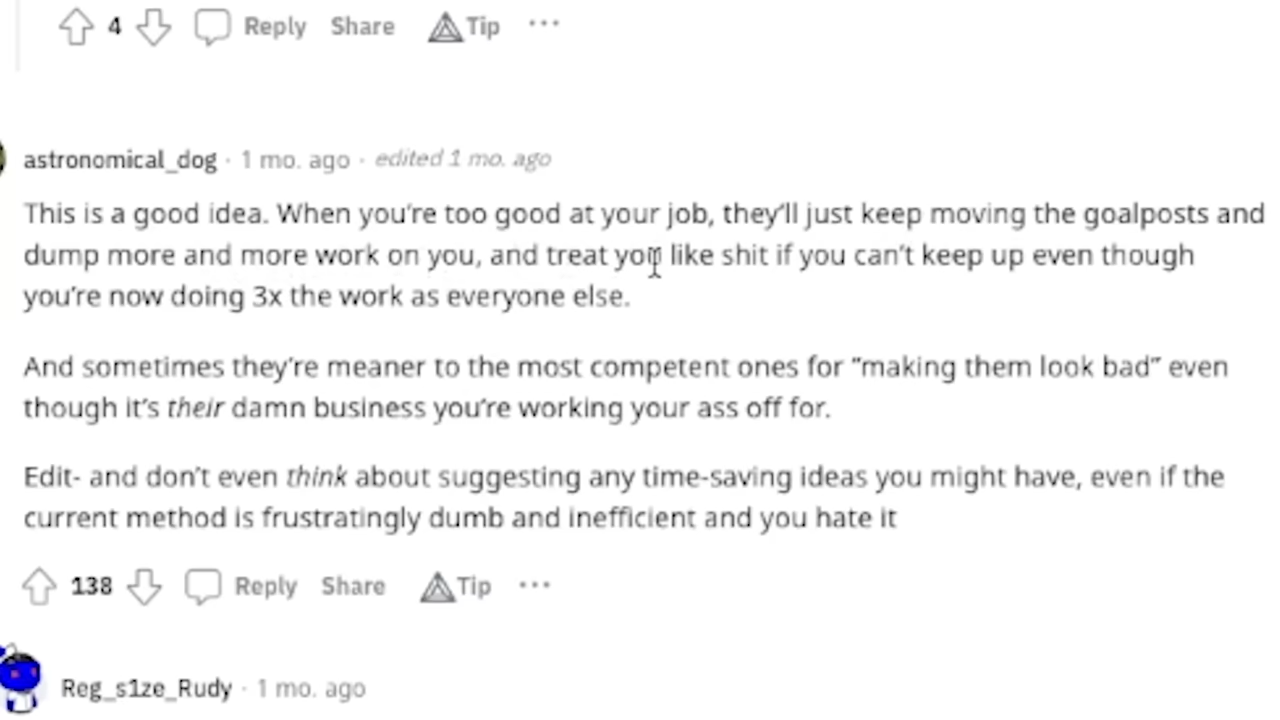 4 Reply Share Tip ...
astronomical_dog · 1 mo. ago · edited 1 mo. ago
This is a good idea. When you're too good at your job, they'll just keep moving the goalposts and
dump more and more work on you, and treat you like shit if you can't keep up even though
you're now doing 3x the work as everyone else.
And sometimes they're meaner to the most competent ones for "making them look bad" even
though it's their damn business you're working your ass off for.
Edit- and don't even think about suggesting any time-saving ideas you might have, even if the
current method is frustratingly dumb and inefficient and you hate it
138 Reply Share Tip ...
Reg_s1ze_Rudy · 1 mo. ago